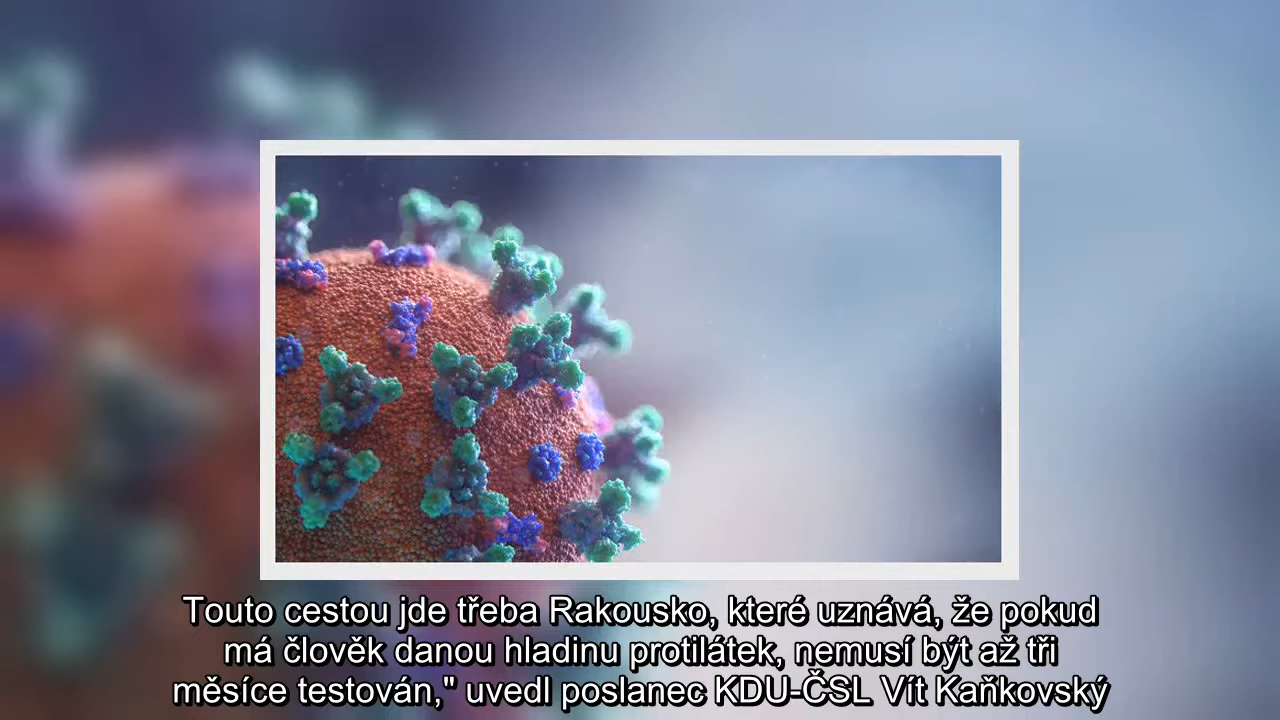 Touto cestou jde třeba Rakousko, které uznává, že pokud
má člověk danou hladinu protilátek, nemusí být až tři
měsíce testován," uvedl poslanec KDU-ČSL Vít Kaňkovský